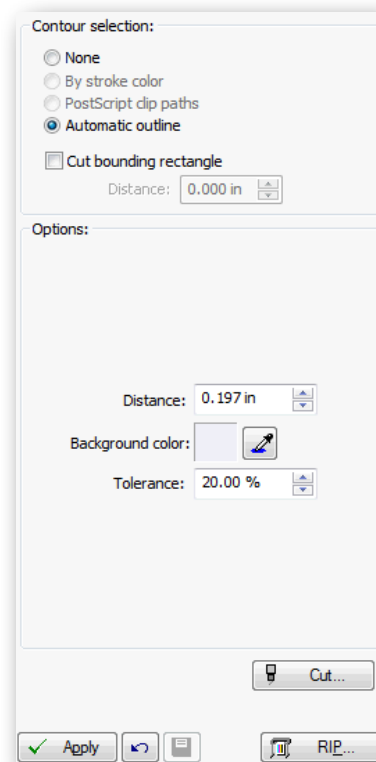 Contour selection:
None
By stroke color
PostScript clip paths
Automatic outline
Cut bounding rectangle
Distance: 0.000 in
Options:
Distance: 0.197 in
Background color:
Tolerance: 20.00 %
Cut...
Apply
RIP...